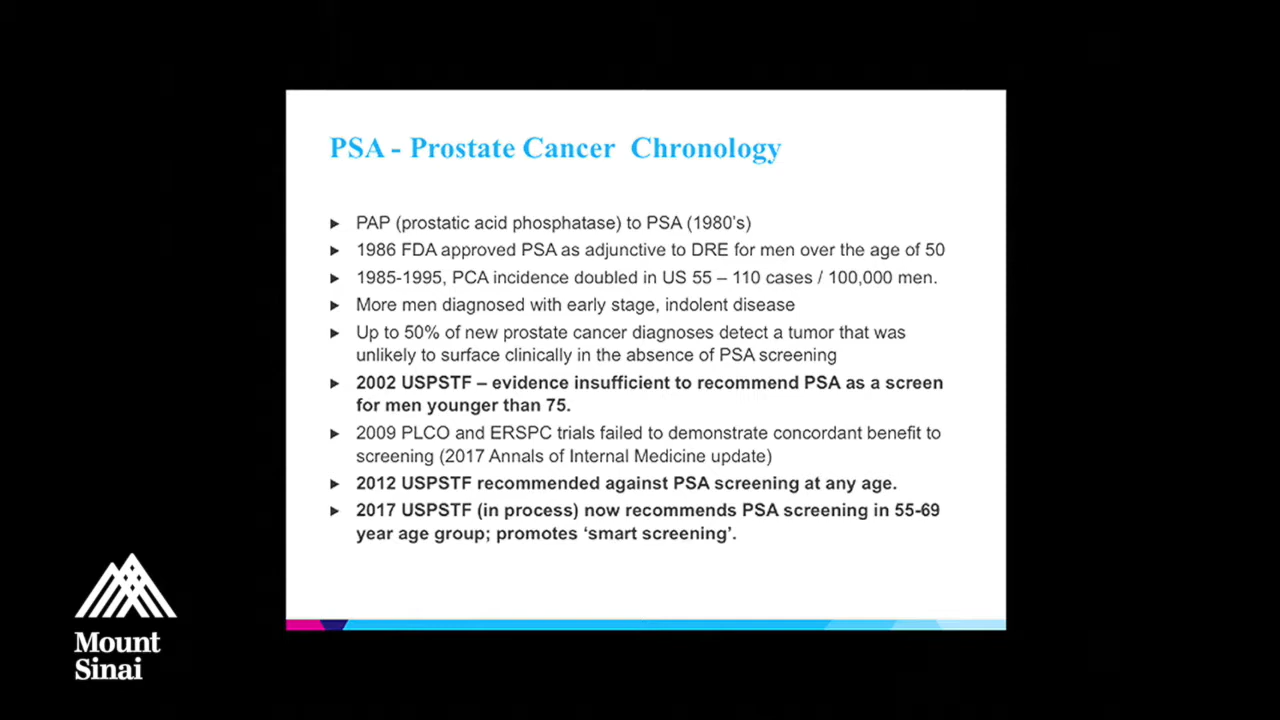 PSA - Prostate Cancer Chronology
► PAP (prostatic acid phosphatase) to PSA (1980's)
► 1986 FDA approved PSA as adjunctive to DRE for men over the age of 50
► 1985-1995, PCA incidence doubled in US 55 – 110 cases / 100,000 men.
► More men diagnosed with early stage, indolent disease
► Up to 50% of new prostate cancer diagnoses detect a tumor that was
unlikely to surface clinically in the absence of PSA screening
► 2002 USPSTF – evidence insufficient to recommend PSA as a screen
for men younger than 75.
► 2009 PLCO and ERSPC trials failed to demonstrate concordant benefit to
screening (2017 Annals of Internal Medicine update)
► 2012 USPSTF recommended against PSA screening at any age.
► 2017 USPSTF (in process) now recommends PSA screening in 55-69
year age group; promotes ‘smart screening’.
Mount
Sinai